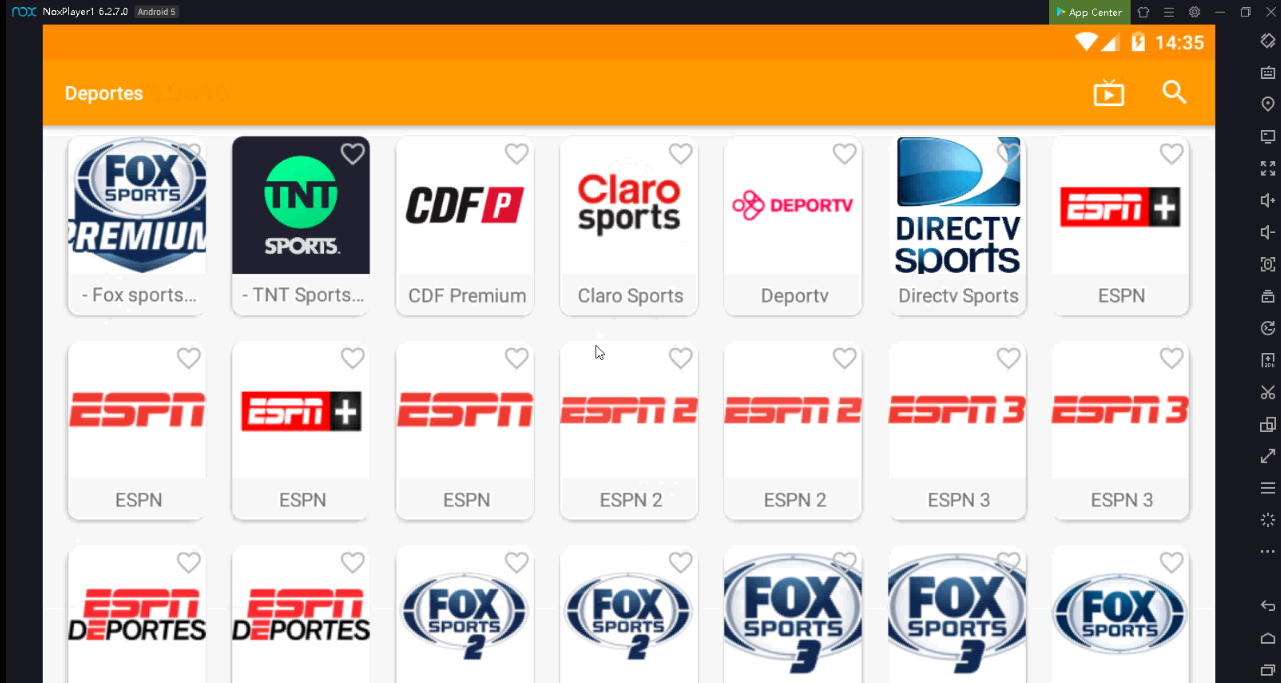 nox NoxPlayer1 6.2.7.0 Android 5 App Center
14:35
Deportes
FOX SPORTS PREMIUM
TNT SPORTS.
CDF P
Claro sports
DEPORTV
DIRECTV sports
ESPN +
- Fox sports...
- TNT Sports...
CDF Premium
Claro Sports
Deportv
Directv Sports
ESPN
ESPN
ESPN +
ESPN
ESPN 2
ESPN 2
ESPN 3
ESPN 3
ESPN
ESPN
ESPN
ESPN 2
ESPN 2
ESPN 3
ESPN 3
ESPN DEPORTES
ESPN DEPORTES
FOX SPORTS 2
FOX SPORTS 2
FOX SPORTS 3
FOX SPORTS 3
FOX SPORTS